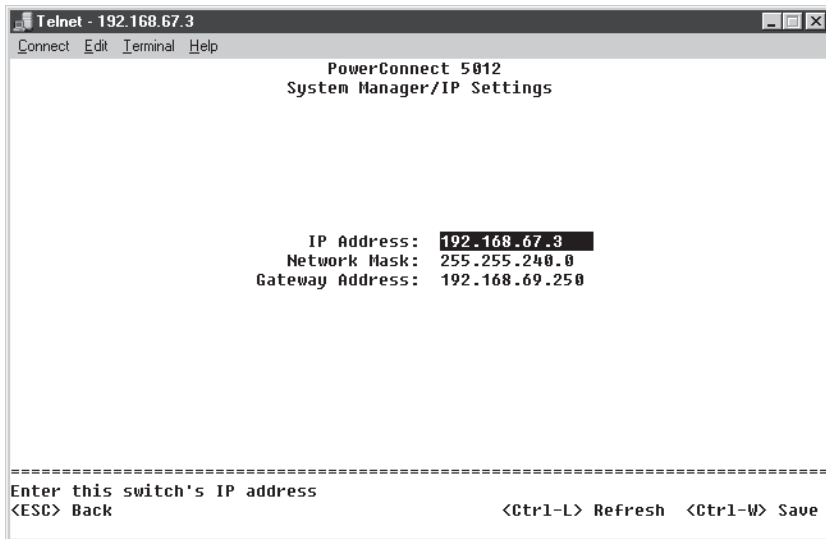 Telnet - 192.168.67.3
Connect Edit Terminal Help
PowerConnect 5012
System Manager/IP Settings
IP Address: 192.168.67.3
Network Mask: 255.255.240.0
Gateway Address: 192.168.69.250
================================================================================
Enter this switch's IP address
<ESC> Back <Ctrl-L> Refresh <Ctrl-W> Save